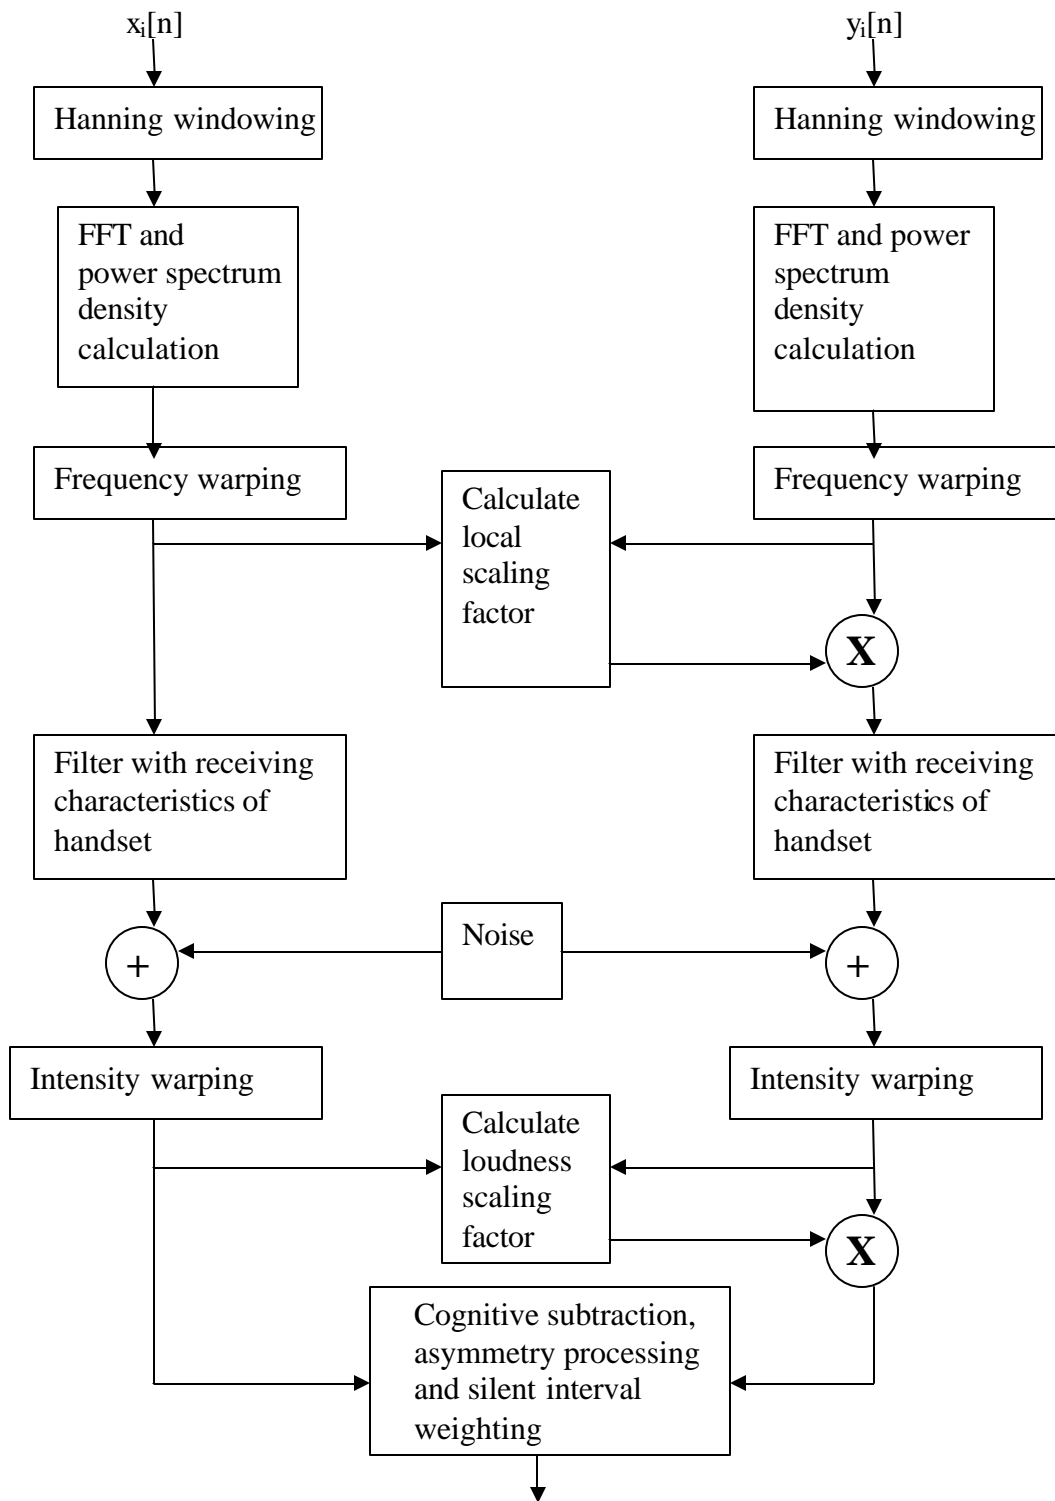 xᵢ[n]
yᵢ[n]
Hanning windowing
Hanning windowing
FFT and
power spectrum
density
calculation
FFT and power
spectrum
density
calculation
Frequency warping
Calculate
local
scaling
factor
Frequency warping
X
Filter with receiving
characteristics of
handset
Filter with receiving
characteristics of
handset
+
Noise
+
Intensity warping
Intensity warping
Calculate
loudness
scaling
factor
X
Cognitive subtraction,
asymmetry processing
and silent interval
weighting